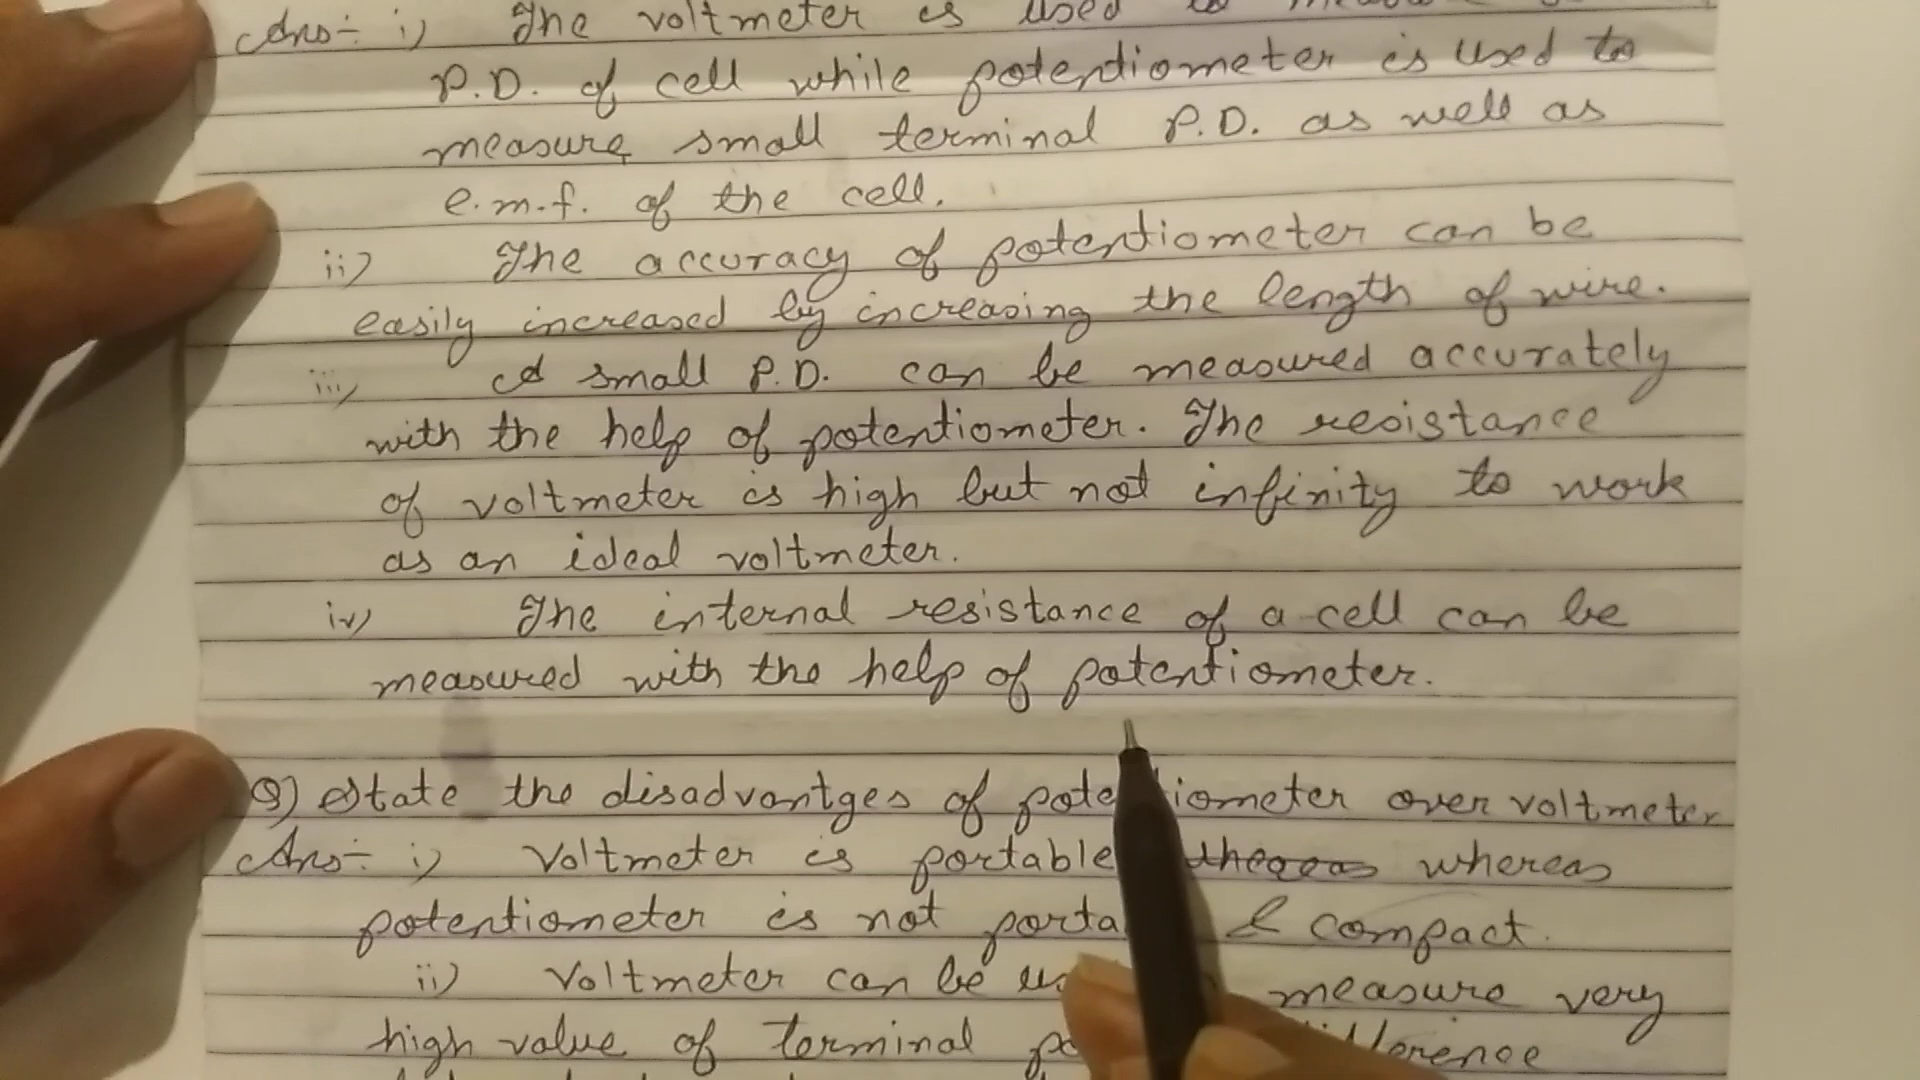 Ans:- i) The voltmeter is used to
P.D. of cell while potentiometer is used to
measure small terminal P.D. as well as
e.m.f. of the cell.
ii) The accuracy of potentiometer can be
easily increased by increasing the length of wire.
iii) A small P.D. can be measured accurately
with the help of potentiometer. The resistance
of voltmeter is high but not infinity to work
as an ideal voltmeter.
iv) The internal resistance of a cell can be
measured with the help of potentiometer.
Q) State the disadvantges of potentiometer over voltmeter
Ans:- i) Voltmeter is portable whereas
potentiometer is not porta & compact.
ii) Voltmeter can be measure very
high value of terminal